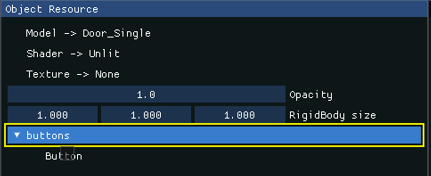 Object Resource
Model -> Door_Single
Shader -> Unlit
Texture -> None
1.0 Opacity
1.000 1.000 1.000 RigidBody size
buttons
Button